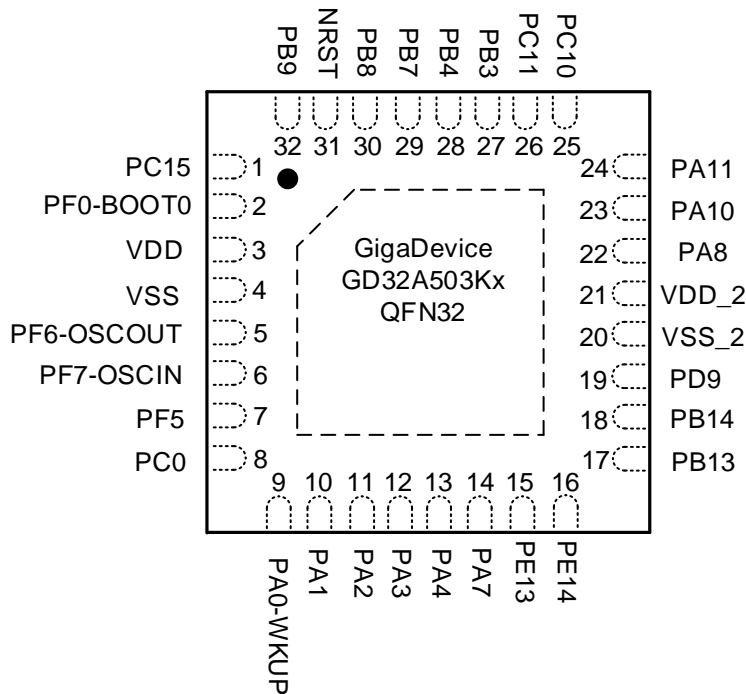 PB9
NRST
PB8
PB7
PB4
PB3
PC11
PC10
32 31 30 29 28 27 26 25
PC15 1
PF0-BOOT0 2
VDD 3
VSS 4
PF6-OSCOUT 5
PF7-OSCIN 6
PF5 7
PC0 8
GigaDevice
GD32A503Kx
QFN32
24 PA11
23 PA10
22 PA8
21 VDD_2
20 VSS_2
19 PD9
18 PB14
17 PB13
9 10 11 12 13 14 15 16
PA0-WKUP
PA1
PA2
PA3
PA4
PA7
PE13
PE14